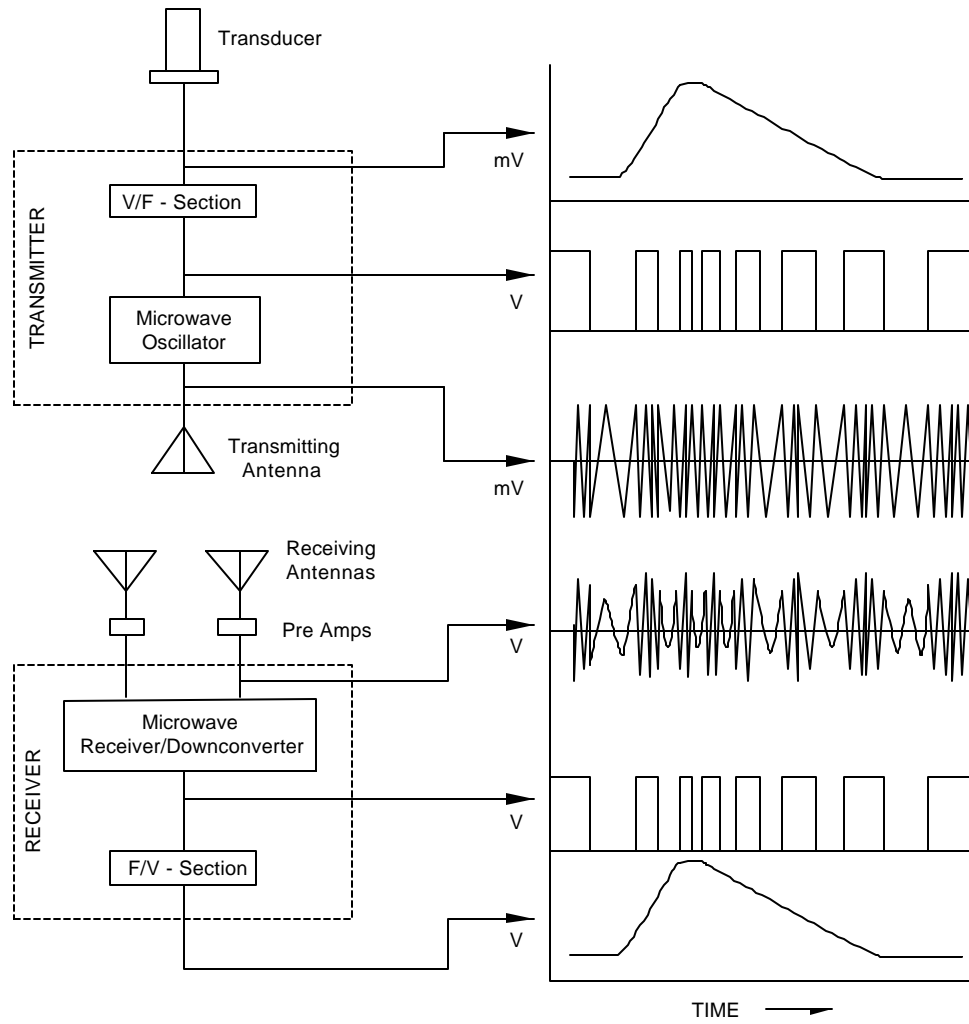 Transducer
mV
TRANSMITTER
V/F - Section
V
Microwave
Oscillator
Transmitting
Antenna
mV
Receiving
Antennas
Pre Amps
V
RECEIVER
Microwave
Receiver/Downconverter
V
F/V - Section
V
TIME